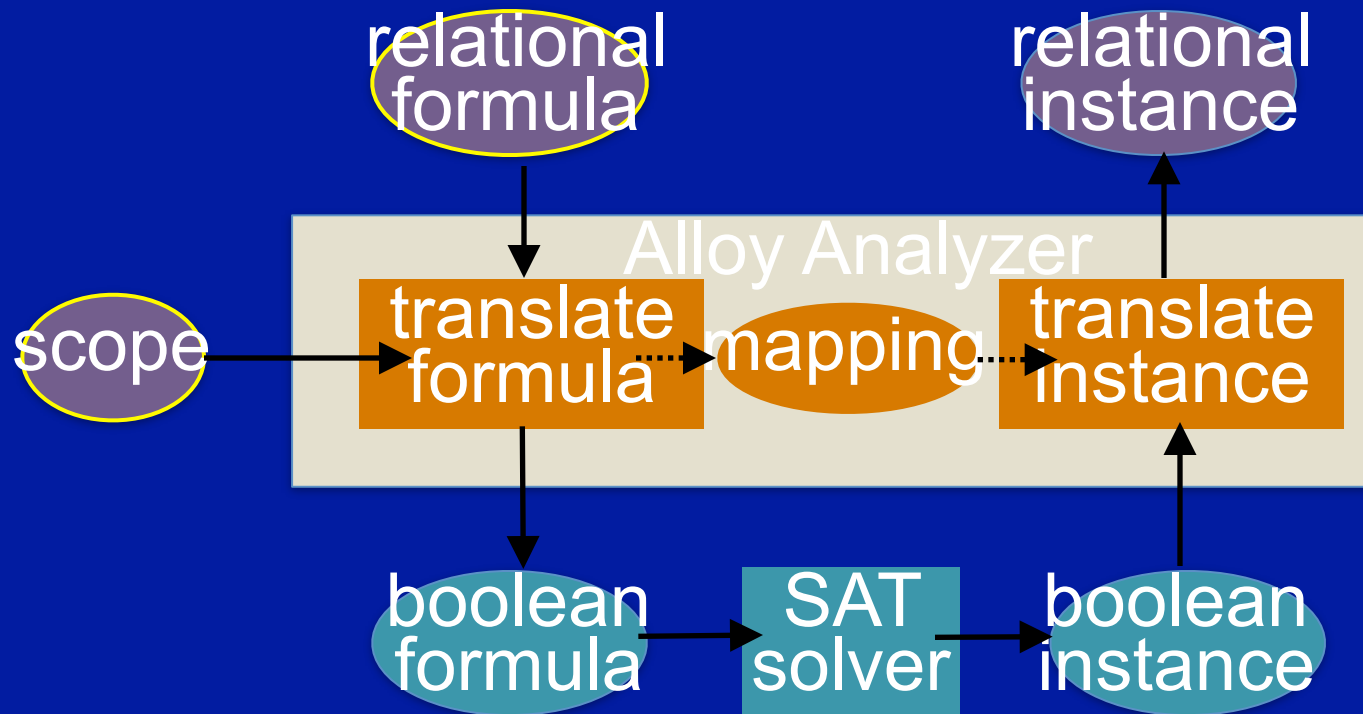 relational
formula
relational
instance
Alloy Analyzer
scope
translate
formula
mapping
translate
instance
boolean
formula
SAT
solver
boolean
instance